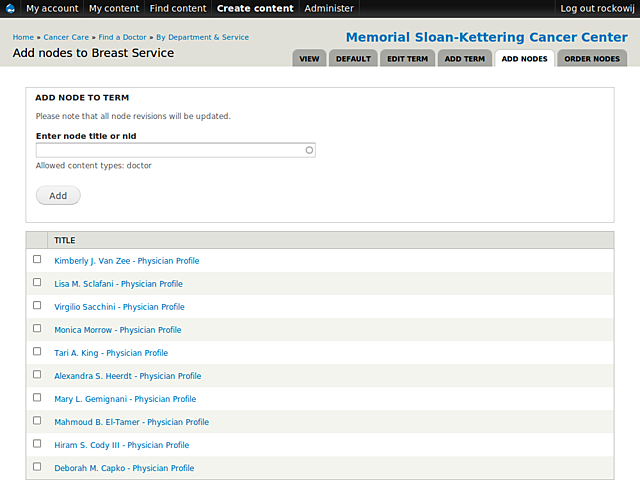 My account My content Find content Create content Administer Log out rockowij
Home » Cancer Care » Find a Doctor » By Department & Service
Memorial Sloan-Kettering Cancer Center
Add nodes to Breast Service
VIEW DEFAULT EDIT TERM ADD TERM ADD NODES ORDER NODES
ADD NODE TO TERM
Please note that all node revisions will be updated.
Enter node title or nid
Allowed content types: doctor
Add
TITLE
Kimberly J. Van Zee - Physician Profile
Lisa M. Sclafani - Physician Profile
Virgilio Sacchini - Physician Profile
Monica Morrow - Physician Profile
Tari A. King - Physician Profile
Alexandra S. Heerdt - Physician Profile
Mary L. Gemignani - Physician Profile
Mahmoud B. El-Tamer - Physician Profile
Hiram S. Cody III - Physician Profile
Deborah M. Capko - Physician Profile